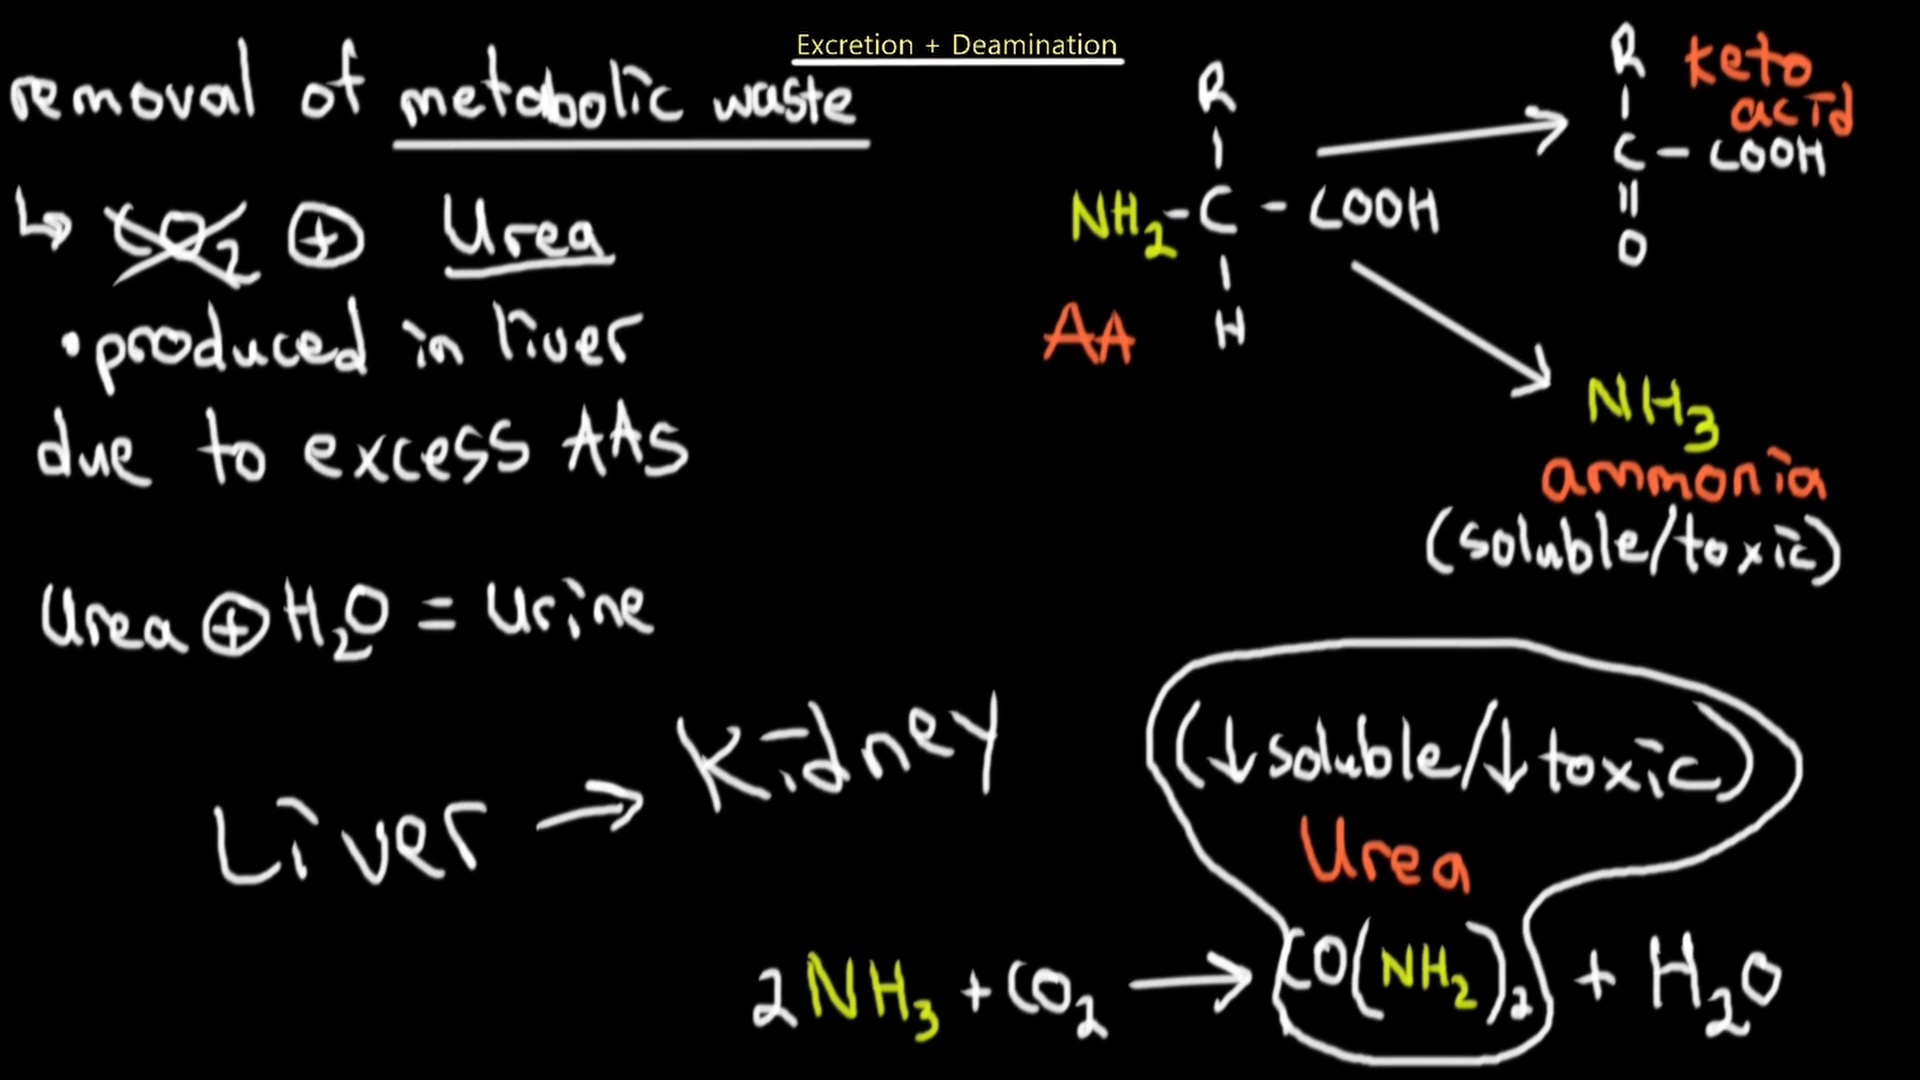 Excretion + Deamination
removal of metabolic waste
↳ CO2 ⊕ Urea
• produced in liver
due to excess AAs
Urea ⊕ H2O = Urine
Liver → Kidney
R
NH2 - C - COOH
H
AA
R
C - COOH
O
keto
acid
NH3
ammonia
(soluble/toxic)
(↓soluble/↓toxic)
Urea
2NH3 + CO2 → CO(NH2)2 + H2O